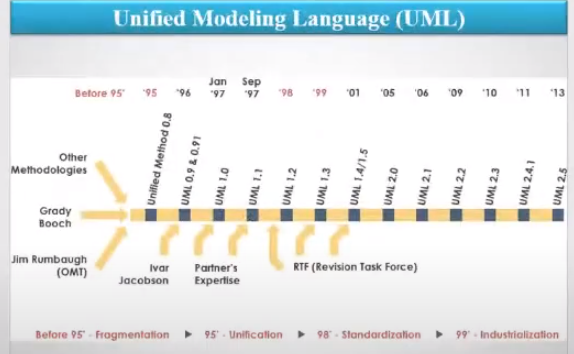 Unified Modeling Language (UML)
Before 95' '95 '96 Jan '97 Sep '97 '98 '99 '01 '05 '06 '09 '10 '11 '13
Unified Method 0.8
UML 0.9 & 0.91
UML 1.0
UML 1.1
UML 1.2
UML 1.3
UML 1.4/1.5
UML 2.0
UML 2.1
UML 2.2
UML 2.3
UML 2.4.1
UML 2.5
Other
Methodologies
Grady
Booch
Jim Rumbaugh
(OMT)
Ivar
Jacobson
Partner's
Expertise
RTF (Revision Task Force)
Before 95' - Fragmentation ▶ 95' - Unification ▶ 98' - Standardization ▶ 99' - Industrialization